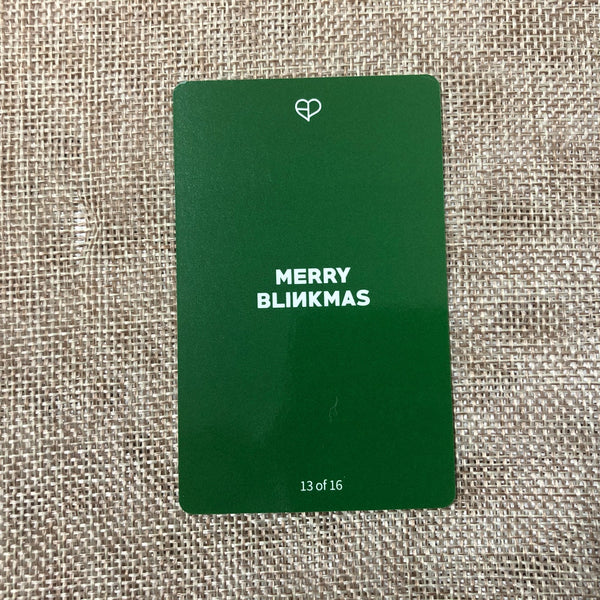 MERRY
BLIИKMAS
13 of 16